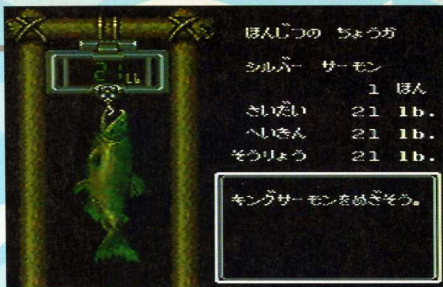 ほんじつの ちょうか
シルバー サーモン
1 ほん
さいだい 21 lb.
へいきん 21 lb.
そうりょう 21 lb.
21 Lb
キングサーモンをめざそう。